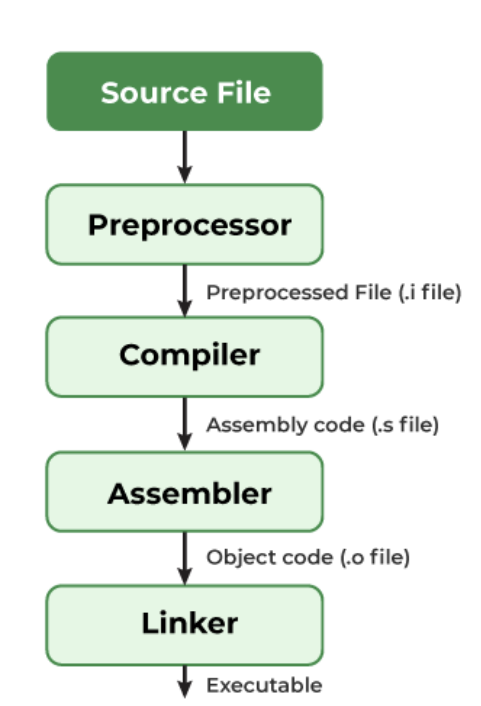 Source File
Preprocessor
Preprocessed File (.i file)
Compiler
Assembly code (.s file)
Assembler
Object code (.o file)
Linker
Executable